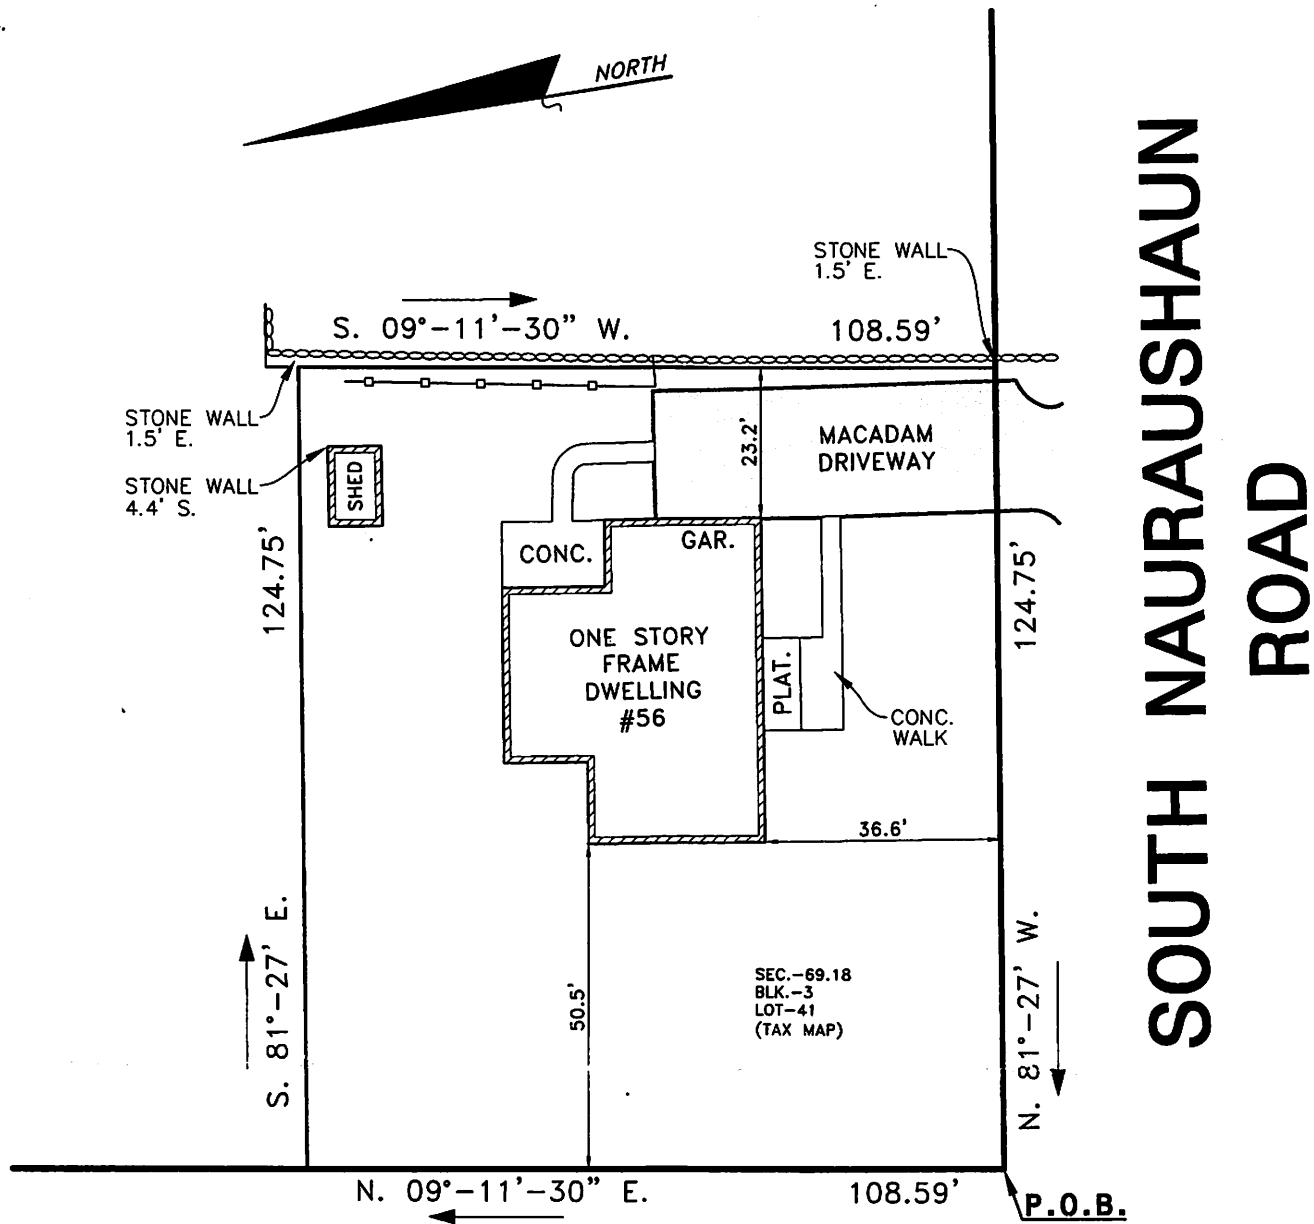 NORTH
STONE WALL
1.5' E.
S. 09°-11'-30" W.
108.59'
STONE WALL
1.5' E.
STONE WALL
4.4' S.
SHED
23.2'
MACADAM
DRIVEWAY
GAR.
CONC.
124.75'
124.75'
ONE STORY
FRAME
DWELLING
#56
PLAT.
CONC.
WALK
36.6'
SOUTH NAURAUSHAUN
ROAD
S. 81°-27' E.
50.5'
SEC.-69.18
BLK.-3
LOT-41
(TAX MAP)
N. 81°-27' W.
N. 09°-11'-30" E.
108.59'
P.O.B.